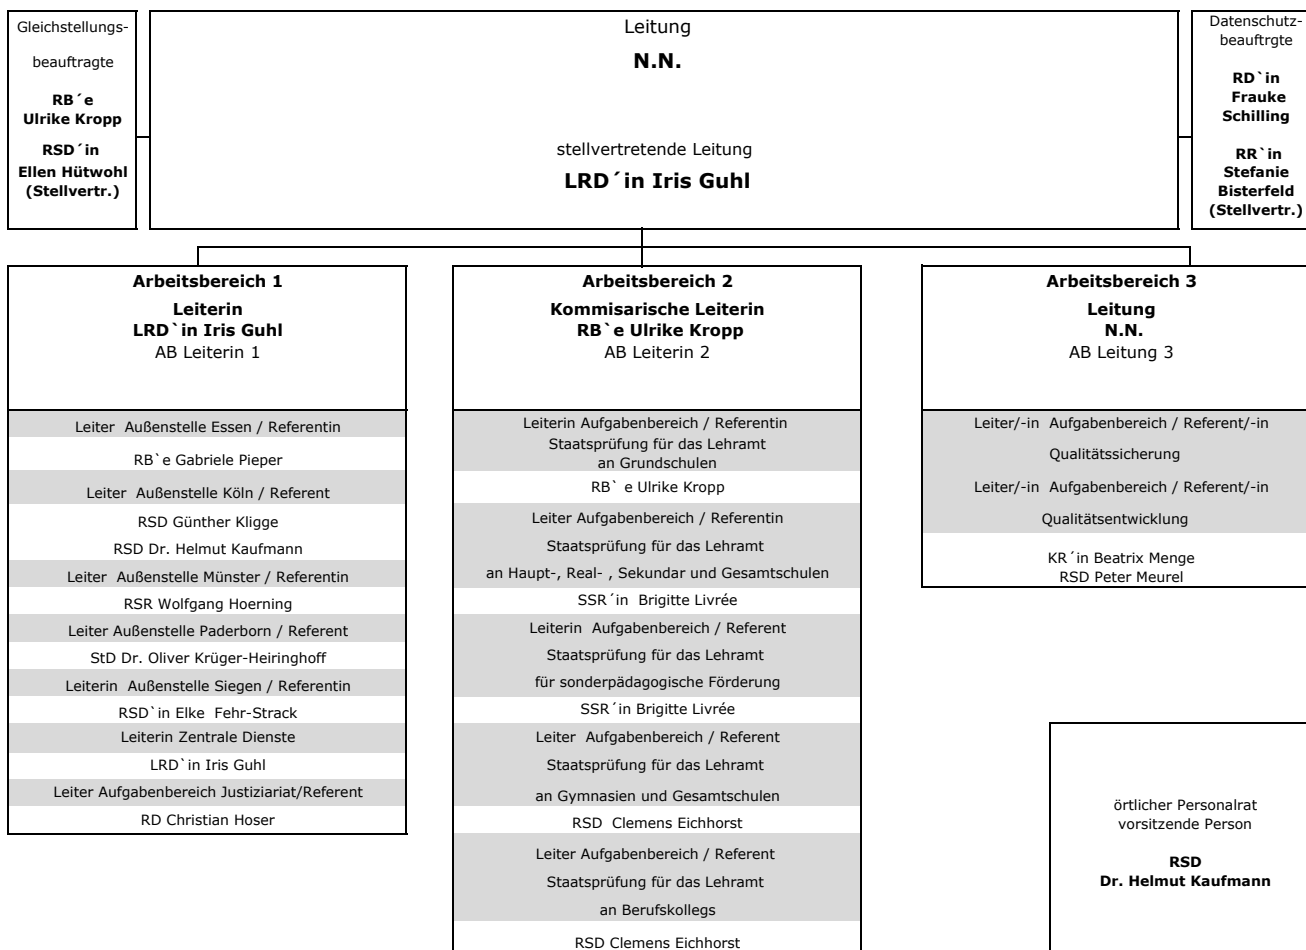 Gleichstellungs-
beauftragte
RB´e
Ulrike Kropp
RSD´in
Ellen Hütwohl
(Stellvertr.)
Leitung
N.N.
stellvertretende Leitung
LRD´in Iris Guhl
Datenschutz-
beauftrgte
RD`in
Frauke
Schilling
RR`in
Stefanie
Bisterfeld
(Stellvertr.)
Arbeitsbereich 1
Leiterin
LRD`in Iris Guhl
AB Leiterin 1
Leiter Außenstelle Essen / Referentin
RB`e Gabriele Pieper
Leiter Außenstelle Köln / Referent
RSD Günther Kligge
RSD Dr. Helmut Kaufmann
Leiter Außenstelle Münster / Referentin
RSR Wolfgang Hoerning
Leiter Außenstelle Paderborn / Referent
StD Dr. Oliver Krüger-Heiringhoff
Leiterin Außenstelle Siegen / Referentin
RSD`in Elke Fehr-Strack
Leiterin Zentrale Dienste
LRD`in Iris Guhl
Leiter Aufgabenbereich Justiziariat/Referent
RD Christian Hoser
Arbeitsbereich 2
Kommisarische Leiterin
RB`e Ulrike Kropp
AB Leiterin 2
Leiterin Aufgabenbereich / Referentin
Staatsprüfung für das Lehramt
an Grundschulen
RB` e Ulrike Kropp
Leiter Aufgabenbereich / Referentin
Staatsprüfung für das Lehramt
an Haupt-, Real- , Sekundar und Gesamtschulen
SSR´in Brigitte Livrée
Leiterin Aufgabenbereich / Referent
Staatsprüfung für das Lehramt
für sonderpädagogische Förderung
SSR´in Brigitte Livrée
Leiter Aufgabenbereich / Referent
Staatsprüfung für das Lehramt
an Gymnasien und Gesamtschulen
RSD Clemens Eichhorst
Leiter Aufgabenbereich / Referent
Staatsprüfung für das Lehramt
an Berufskollegs
RSD Clemens Eichhorst
Arbeitsbereich 3
Leitung
N.N.
AB Leitung 3
Leiter/-in Aufgabenbereich / Referent/-in
Qualitätssicherung
Leiter/-in Aufgabenbereich / Referent/-in
Qualitätsentwicklung
KR´in Beatrix Menge
RSD Peter Meurel
örtlicher Personalrat
vorsitzende Person
RSD
Dr. Helmut Kaufmann